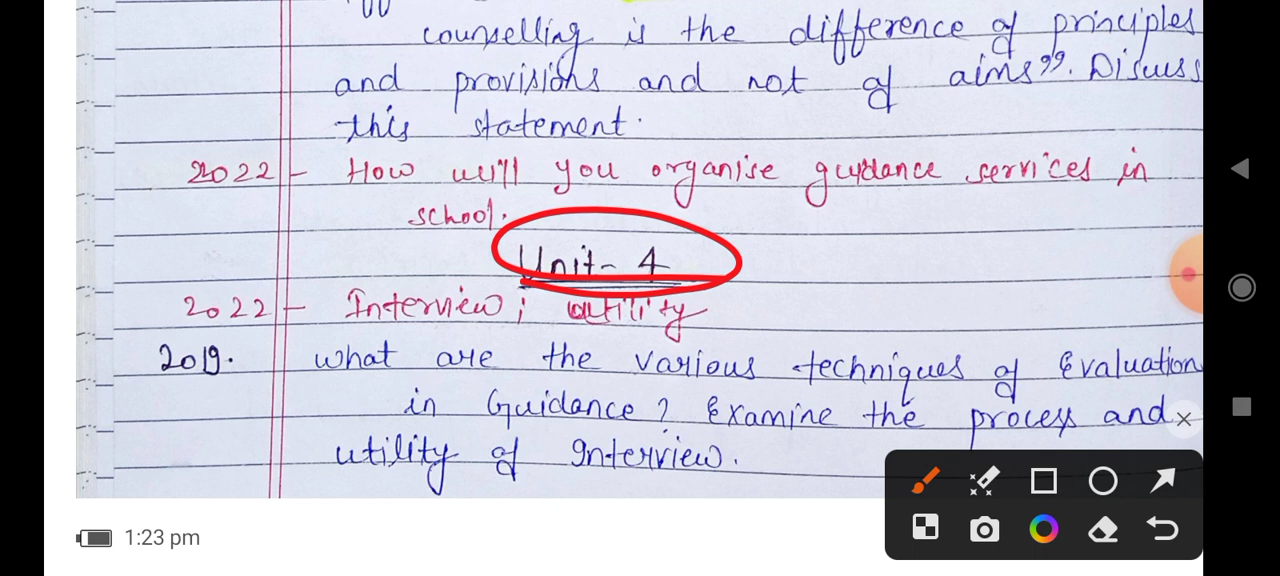 counselling is the difference of principles
and provisions and not of aims". Discuss
this statement.
2022 - How will you organise guidance services in
school.
Unit- 4
2022 - Interview; utility
2019. what are the various techniques of Evaluation
in Guidance? Examine the process and
utility of Interview.
1:23 pm